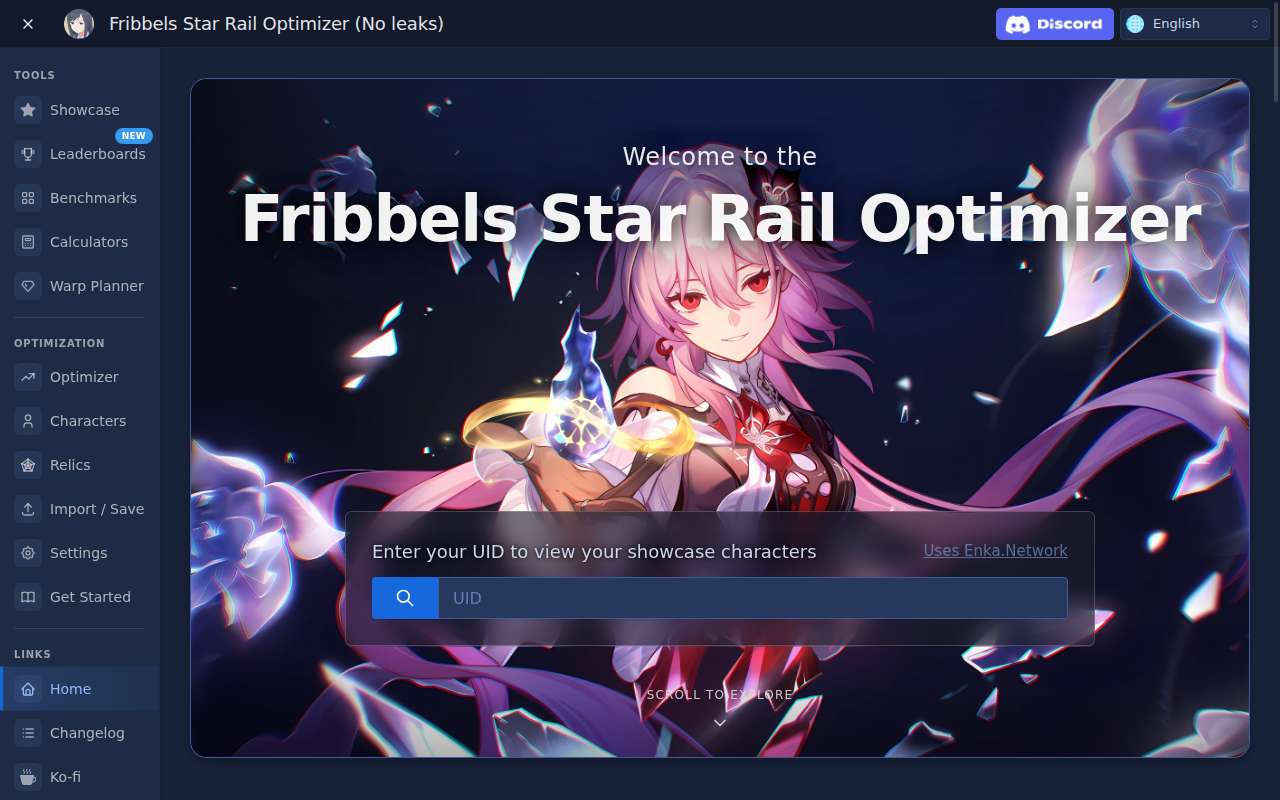 Fribbels Star Rail Optimizer (No leaks)
Discord
English
TOOLS
Showcase
NEW
Leaderboards
Benchmarks
Calculators
Warp Planner
OPTIMIZATION
Optimizer
Characters
Relics
Import / Save
Settings
Get Started
LINKS
Home
Changelog
Ko-fi
Welcome to the
Fribbels Star Rail Optimizer
Enter your UID to view your showcase characters
Uses Enka.Network
UID
SCROLL TO EXPLORE